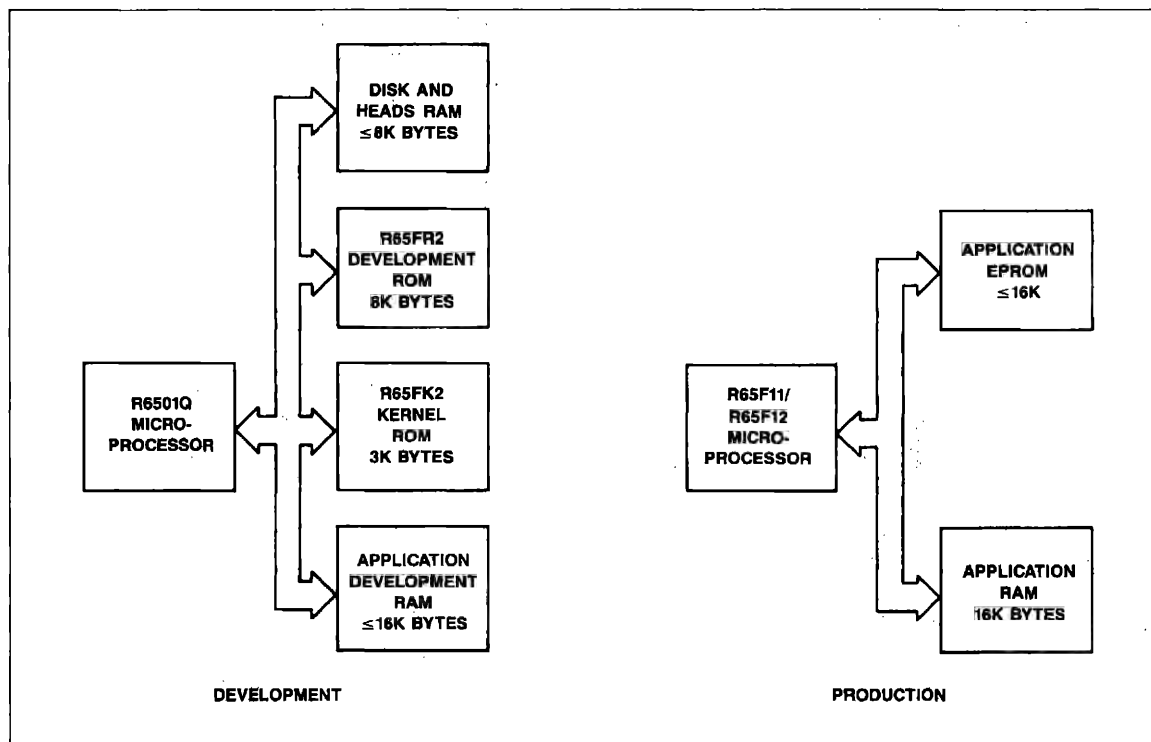 DISK AND
HEADS RAM
≤8K BYTES
R65FR2
DEVELOPMENT
ROM
8K BYTES
R6501Q
MICRO-
PROCESSOR
R65FK2
KERNEL
ROM
3K BYTES
APPLICATION
DEVELOPMENT
RAM
≤16K BYTES
DEVELOPMENT
APPLICATION
EPROM
≤16K
R65F11/
R65F12
MICRO-
PROCESSOR
APPLICATION
RAM
16K BYTES
PRODUCTION